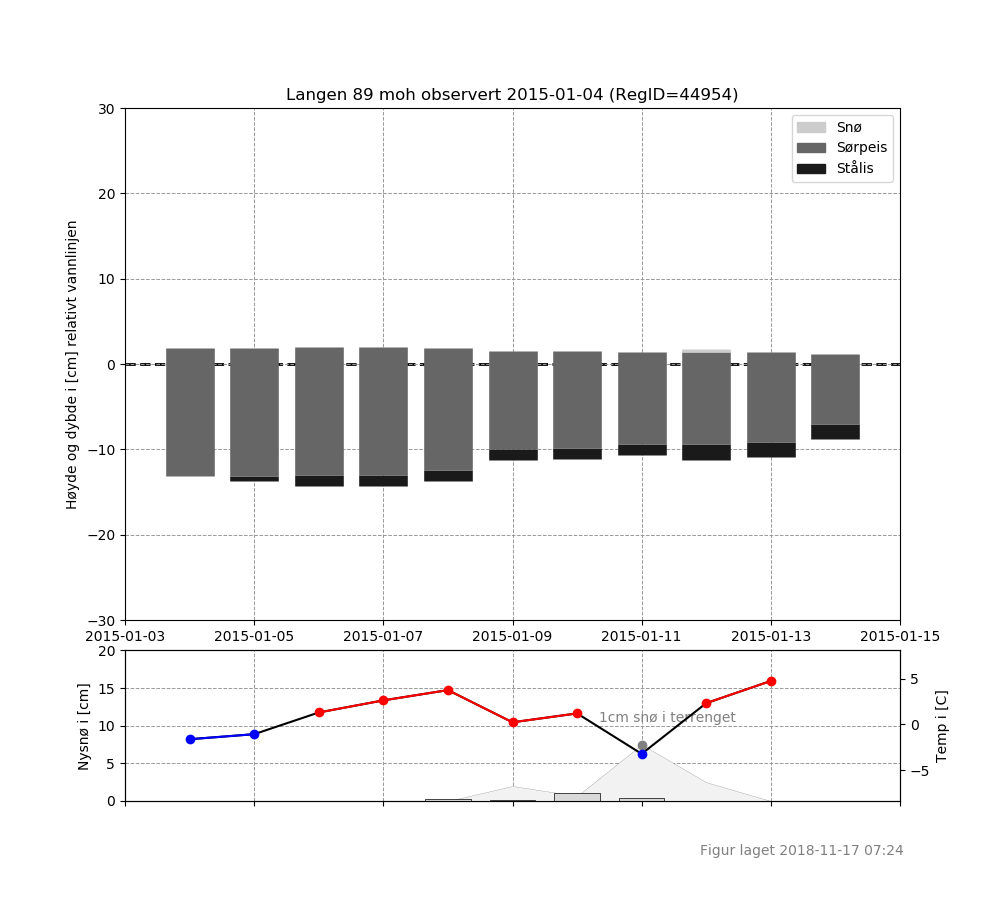 Langen 89 moh observert 2015-01-04 (RegID=44954)
Høyde og dybde i [cm] relativt vannlinjen
30
20
10
0
−10
−20
−30
Snø
Sørpeis
Stålis
2015-01-03
2015-01-05
2015-01-07
2015-01-09
2015-01-11
2015-01-13
2015-01-15
Nysnø i [cm]
20
15
10
5
0
1cm snø i terrenget
5
0
−5
Temp i [C]
Figur laget 2018-11-17 07:24